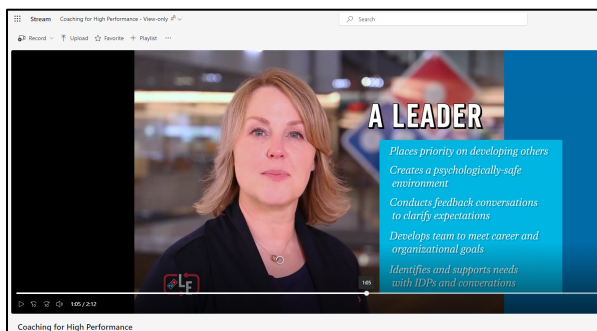 Stream Coaching for High Performance - View-only Search
Record Upload Favorite + Playlist ...
A LEADER
Places priority on developing others
Creates a psychologically-safe
environment
Conducts feedback conversations
to clarify expectations
Develops team to meet career and
organizational goals
Identifies and supports needs
with IDPs and converations
LE
1:05
1:05 / 2:12
Coaching for High Performance